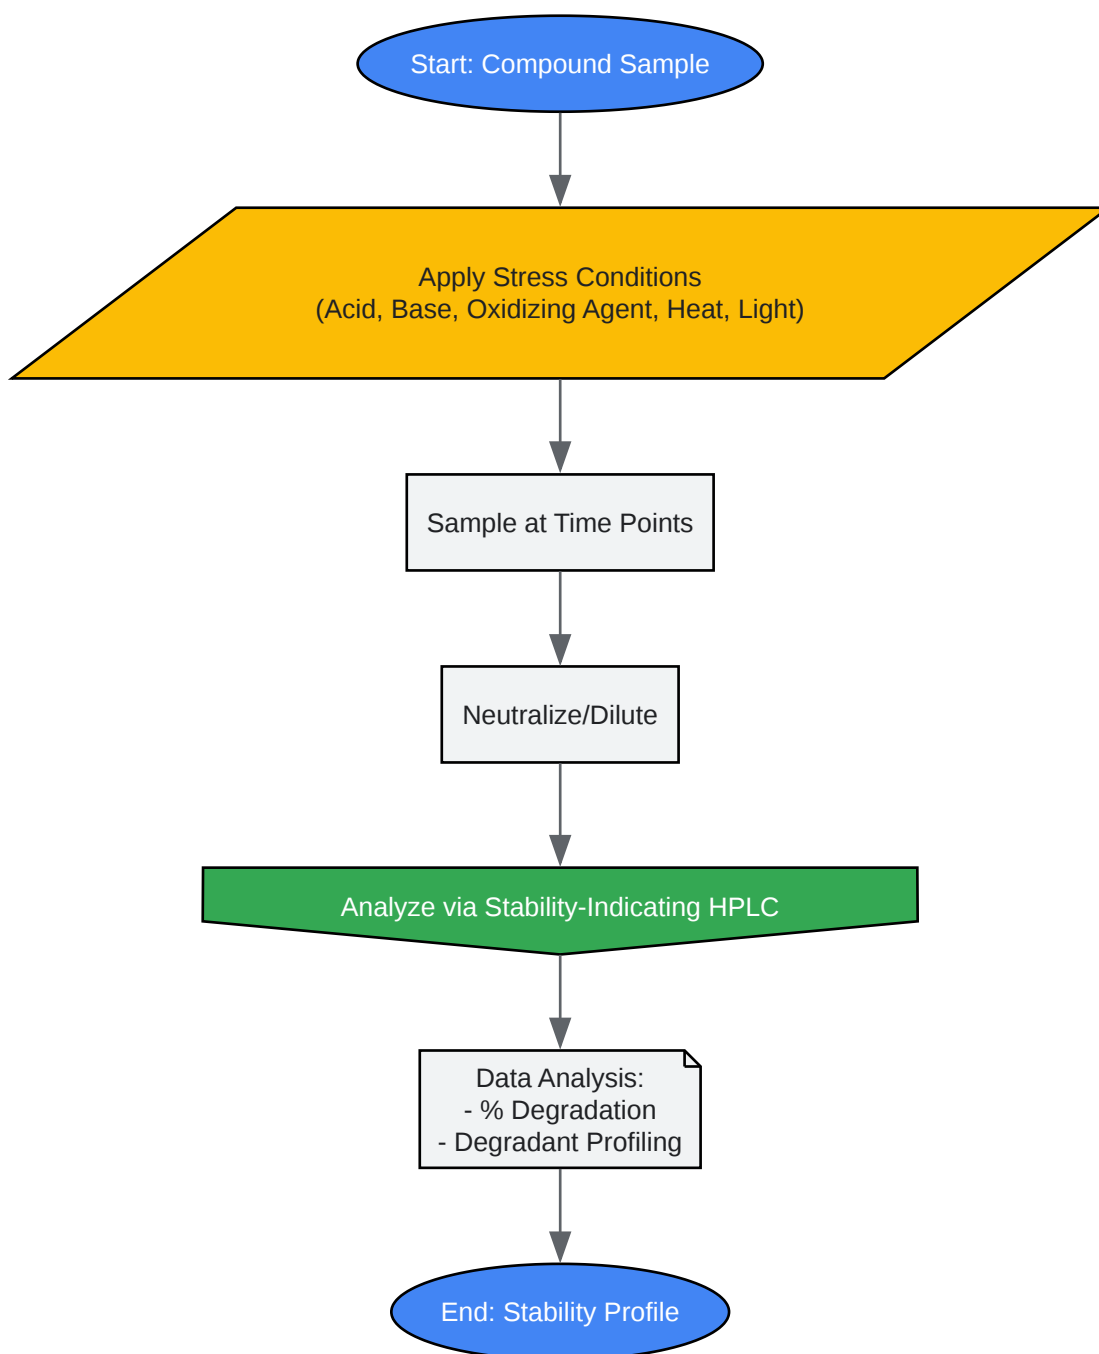 Start: Compound Sample
Apply Stress Conditions
(Acid, Base, Oxidizing Agent, Heat, Light)
Sample at Time Points
Neutralize/Dilute
Analyze via Stability-Indicating HPLC
Data Analysis:
- % Degradation
- Degradant Profiling
End: Stability Profile